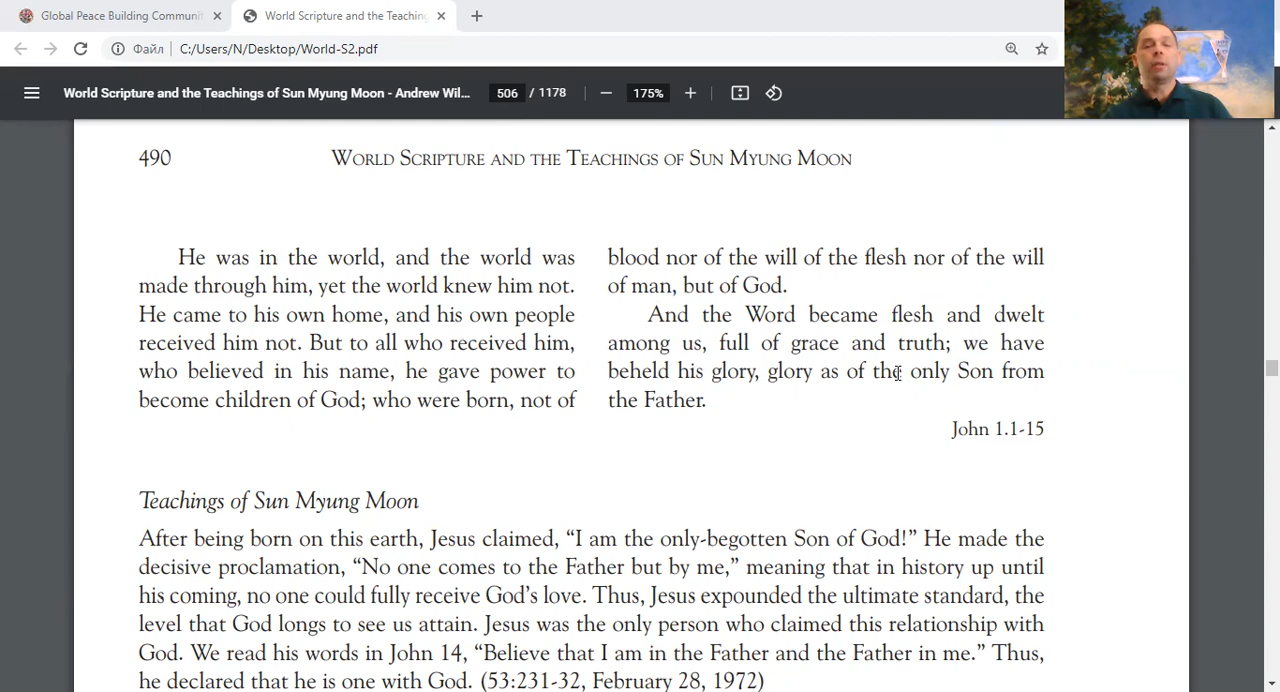 Global Peace Building Communit
World Scripture and the Teaching
Файл
C:/Users/N/Desktop/World-S2.pdf
World Scripture and the Teachings of Sun Myung Moon - Andrew Wil...
506 / 1178
175%
490
World Scripture and the Teachings of Sun Myung Moon
He was in the world, and the world was
made through him, yet the world knew him not.
He came to his own home, and his own people
received him not. But to all who received him,
who believed in his name, he gave power to
become children of God; who were born, not of
blood nor of the will of the flesh nor of the will
of man, but of God.
And the Word became flesh and dwelt
among us, full of grace and truth; we have
beheld his glory, glory as of the only Son from
the Father.
John 1.1-15
Teachings of Sun Myung Moon
After being born on this earth, Jesus claimed, “I am the only-begotten Son of God!” He made the
decisive proclamation, “No one comes to the Father but by me,” meaning that in history up until
his coming, no one could fully receive God’s love. Thus, Jesus expounded the ultimate standard, the
level that God longs to see us attain. Jesus was the only person who claimed this relationship with
God. We read his words in John 14, “Believe that I am in the Father and the Father in me.” Thus,
he declared that he is one with God. (53:231-32, February 28, 1972)